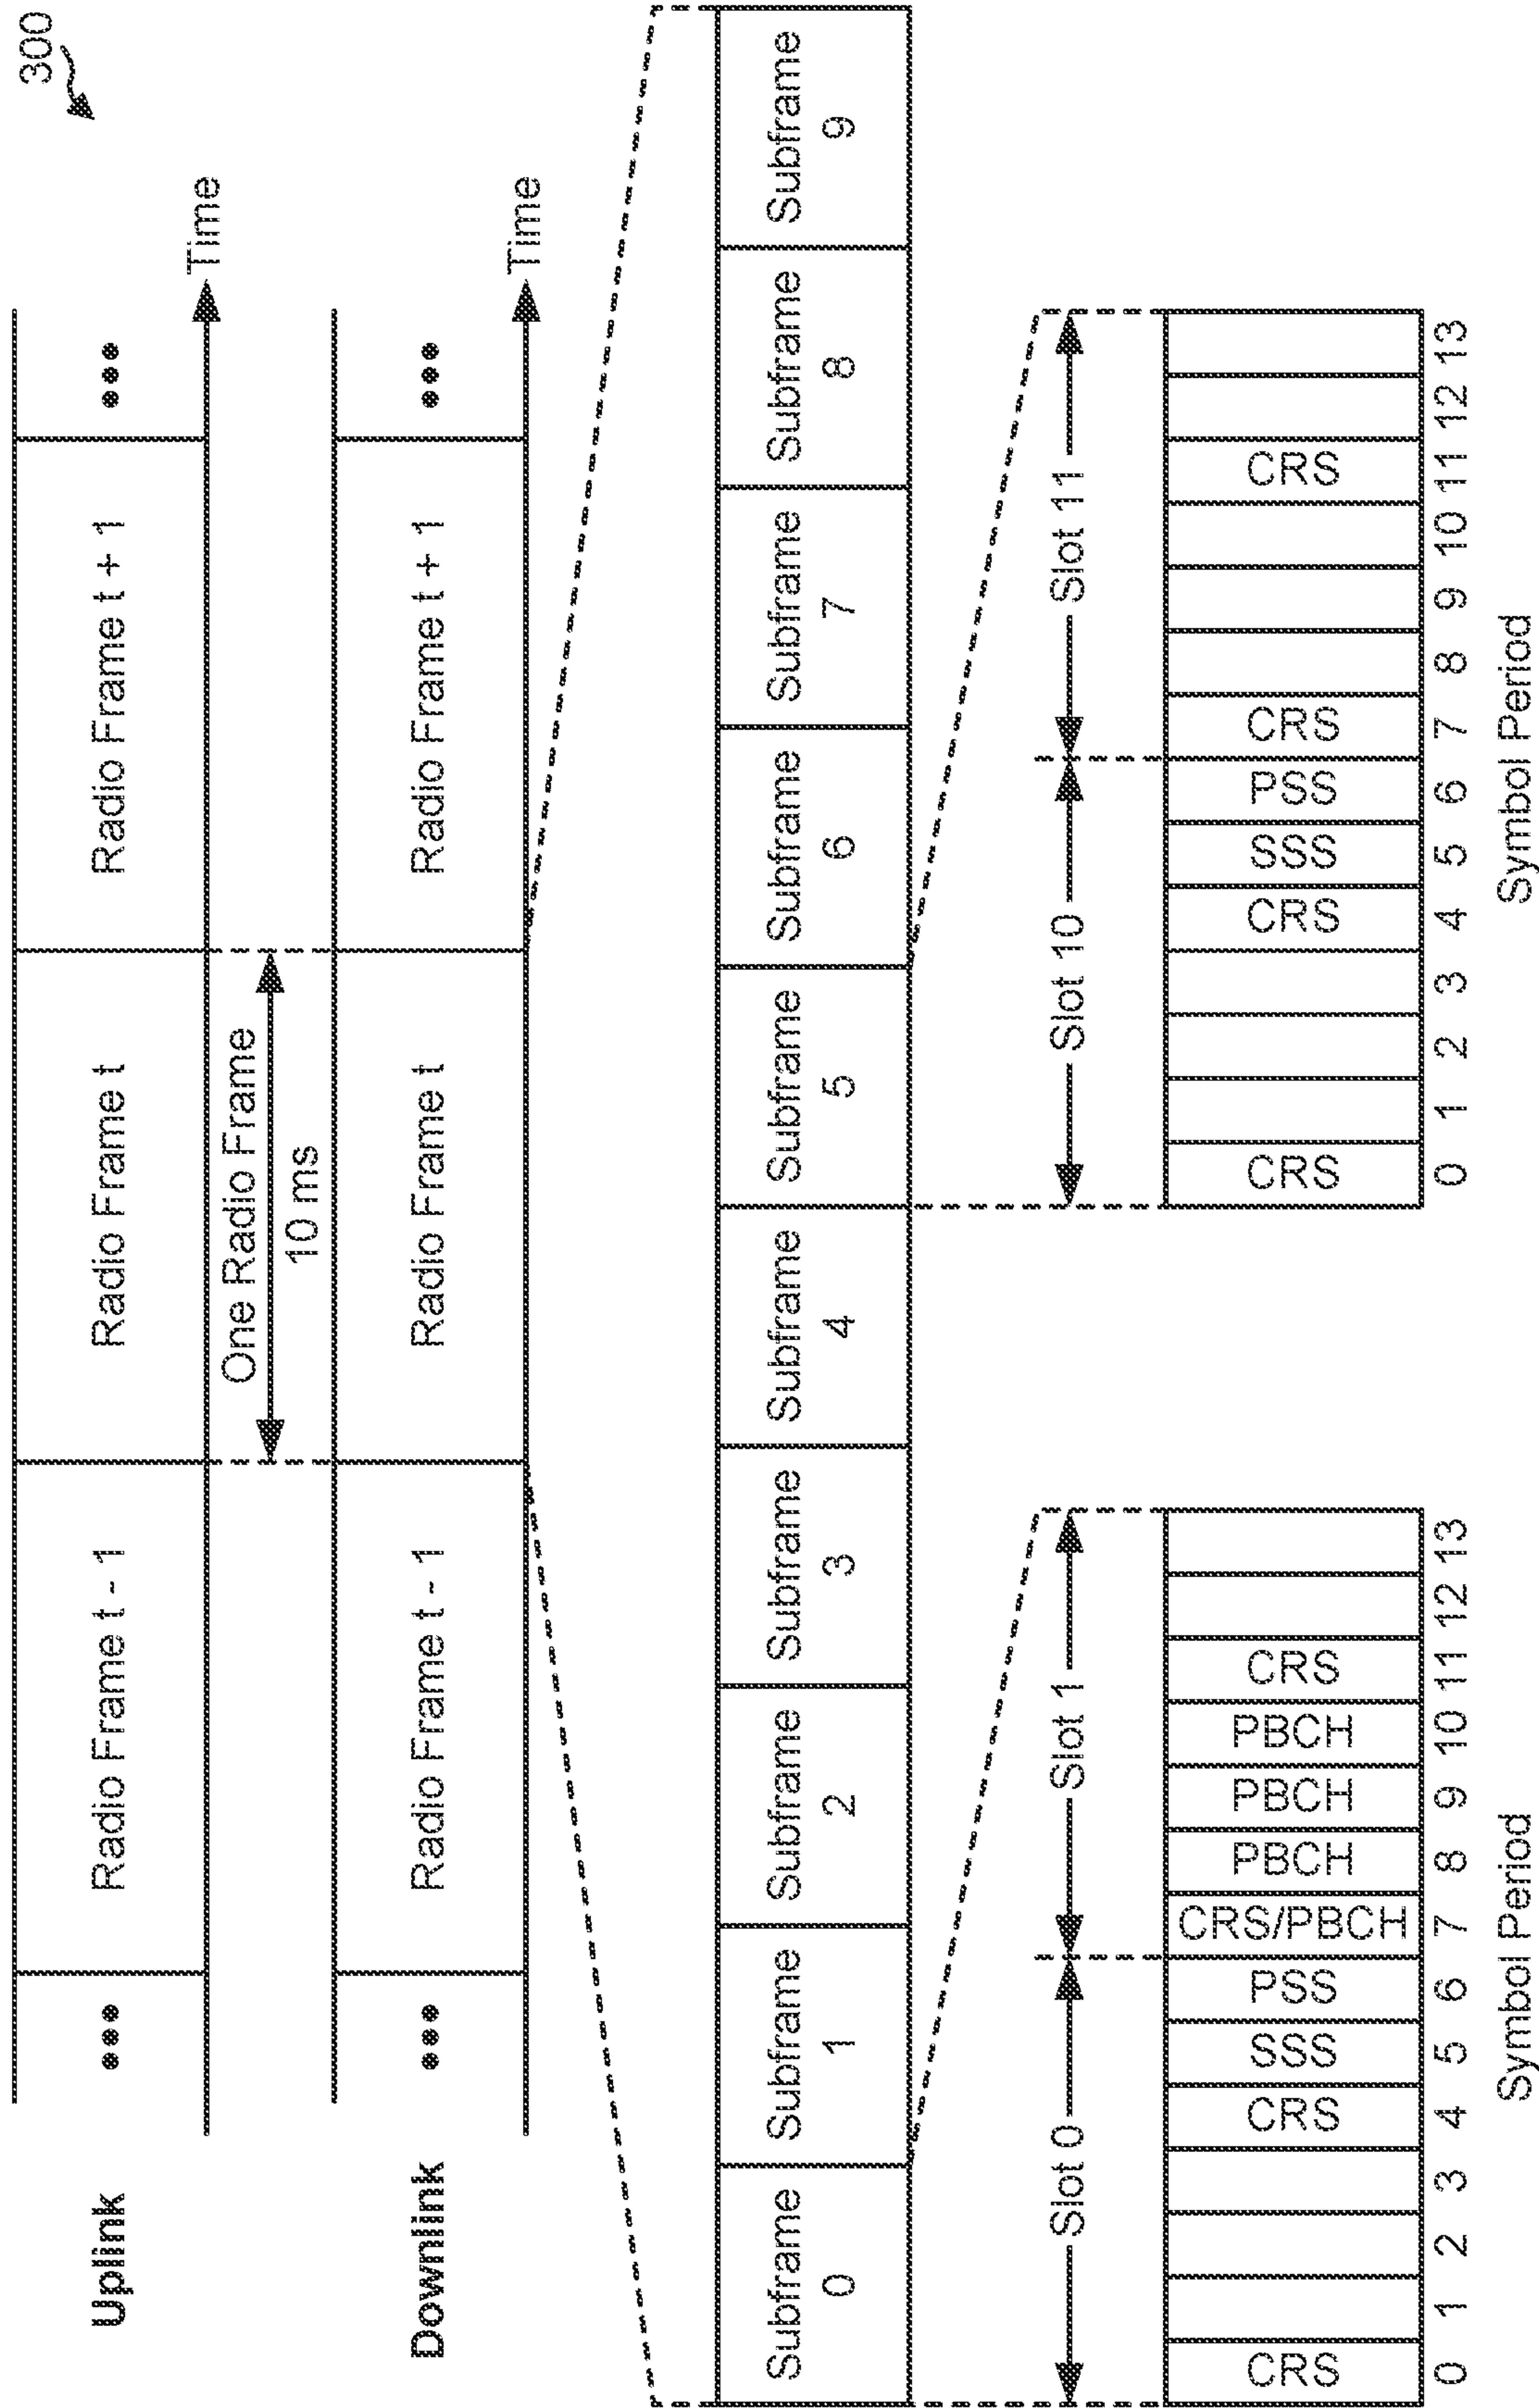 300
Uplink
•••
Radio Frame t - 1
Radio Frame t
Radio Frame t + 1
•••
Time
One Radio Frame
10 ms
Downlink
•••
Radio Frame t - 1
Radio Frame t
Radio Frame t + 1
•••
Time
Subframe
0
Subframe
1
Subframe
2
Subframe
3
Subframe
4
Subframe
5
Subframe
6
Subframe
7
Subframe
8
Subframe
9
Slot 0
Slot 1
CRS
CRS
SSS
PSS
CRS/PBCH
PBCH
PBCH
PBCH
CRS
0 1 2 3 4 5 6 7 8 9 10 11 12 13
Symbol Period
Slot 10
Slot 11
CRS
CRS
SSS
PSS
CRS
CRS
0 1 2 3 4 5 6 7 8 9 10 11 12 13
Symbol Period